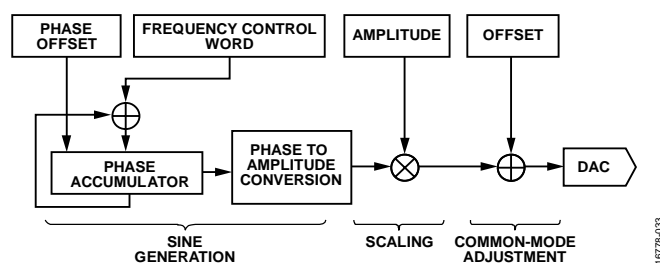 PHASE
OFFSET
FREQUENCY CONTROL
WORD
AMPLITUDE
OFFSET
PHASE
ACCUMULATOR
PHASE TO
AMPLITUDE
CONVERSION
DAC
SINE
GENERATION
SCALING
COMMON-MODE
ADJUSTMENT
16778-033